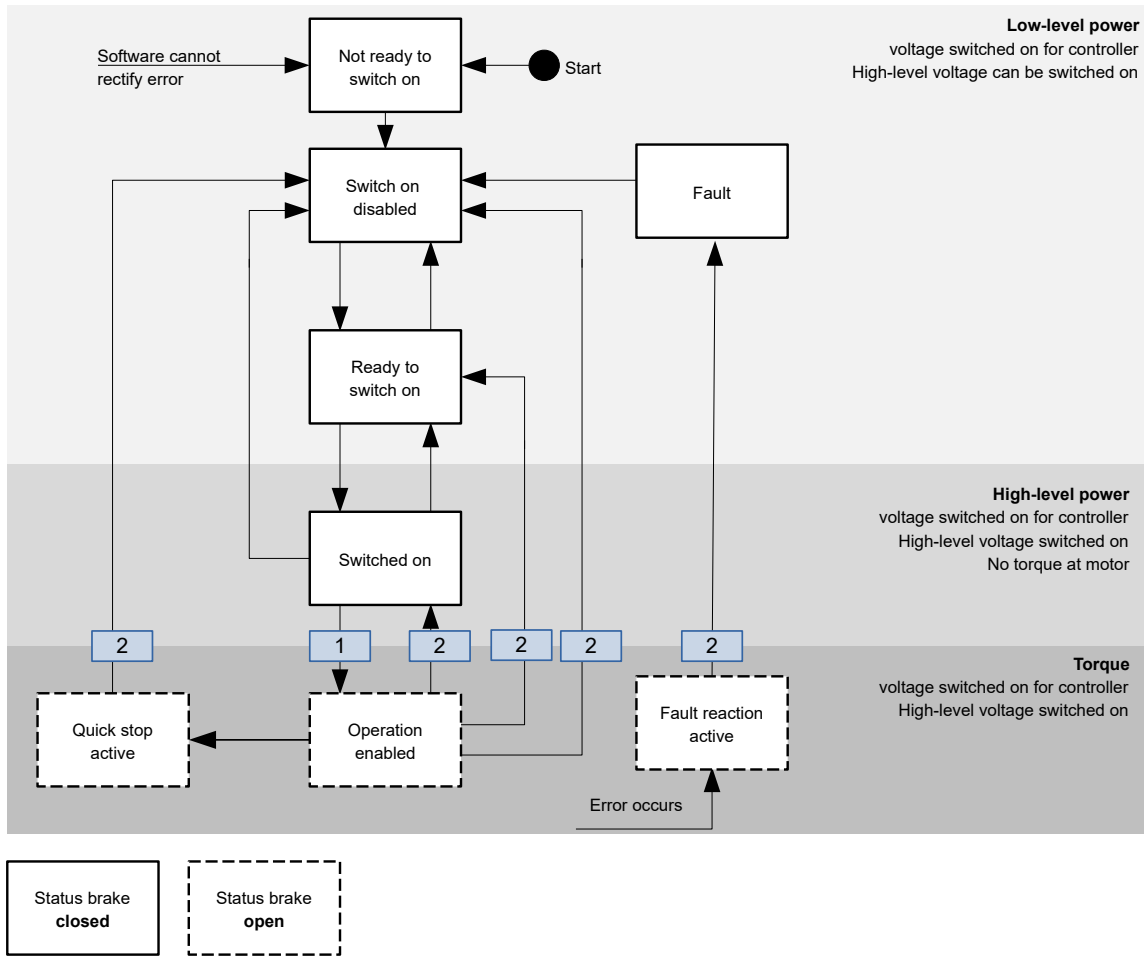 Low-level power
voltage switched on for controller
High-level voltage can be switched on
Software cannot
rectify error
Not ready to
switch on
Start
Switch on
disabled
Fault
Ready to
switch on
High-level power
voltage switched on for controller
High-level voltage switched on
No torque at motor
Switched on
2
1
2
2
2
2
Torque
voltage switched on for controller
High-level voltage switched on
Quick stop
active
Operation
enabled
Fault reaction
active
Error occurs
Status brake
closed
Status brake
open